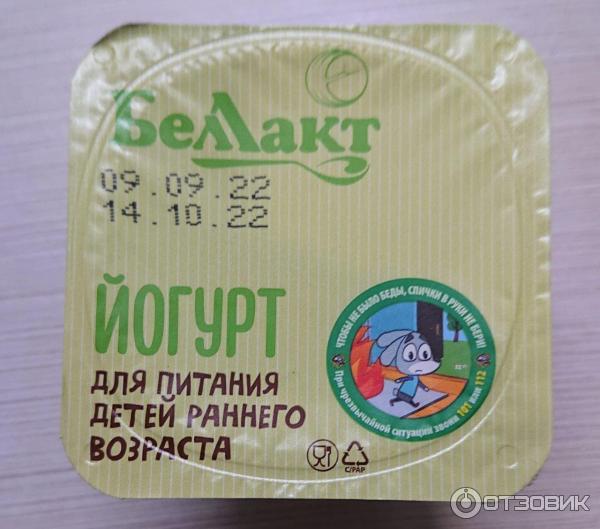 Беллакт
09.09.22
14.10.22
ЙОГУРТ
ДЛЯ ПИТАНИЯ
ДЕТЕЙ РАННЕГО
ВОЗРАСТА
ЧТОБЫ НЕ БЫЛО БЕДЫ, СПИЧКИ В РУКИ НЕ БЕРИ!
При чрезвычайной ситуации звони 101 или 112
C/PAP
ОТЗОВИК